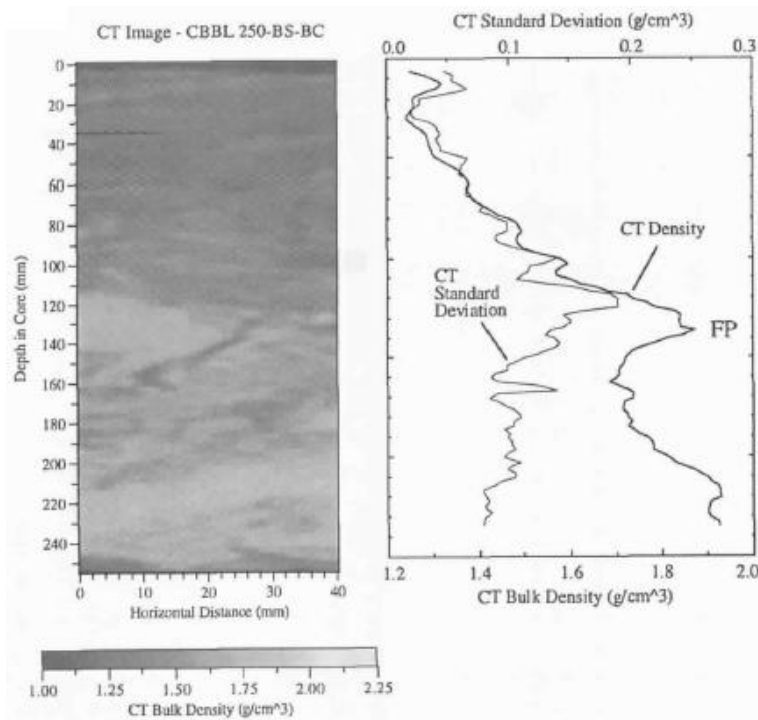 CT Image - CBBL 250-BS-BC
0
20
40
60
80
100
120
140
160
180
200
220
240
Depth in Core (mm)
0 10 20 30 40
Horizontal Distance (mm)
1.00 1.25 1.50 1.75 2.00 2.25
CT Bulk Density (g/cm^3)
CT Standard Deviation (g/cm^3)
0.0 0.1 0.2 0.3
CT Density
CT
Standard
Deviation
FP
1.2 1.4 1.6 1.8 2.0
CT Bulk Density (g/cm^3)